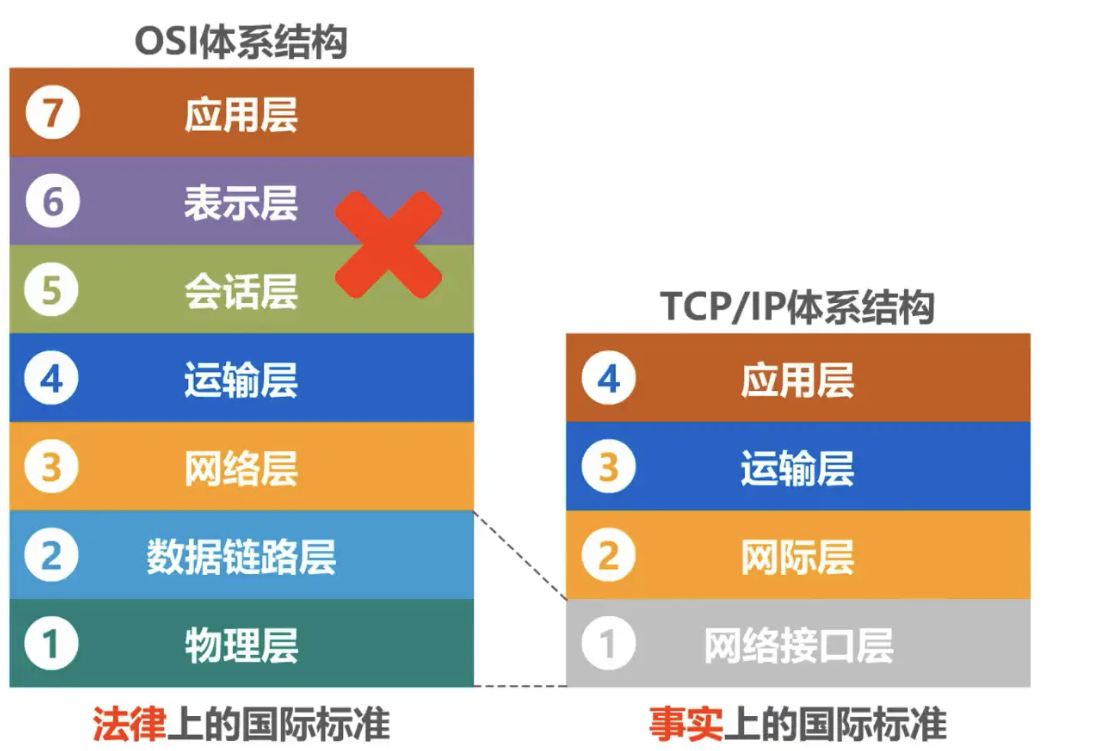 OSI体系结构
7 应用层
6 表示层
5 会话层
4 运输层
3 网络层
2 数据链路层
1 物理层
法律上的国际标准
TCP/IP体系结构
4 应用层
3 运输层
2 网际层
1 网络接口层
事实上的国际标准